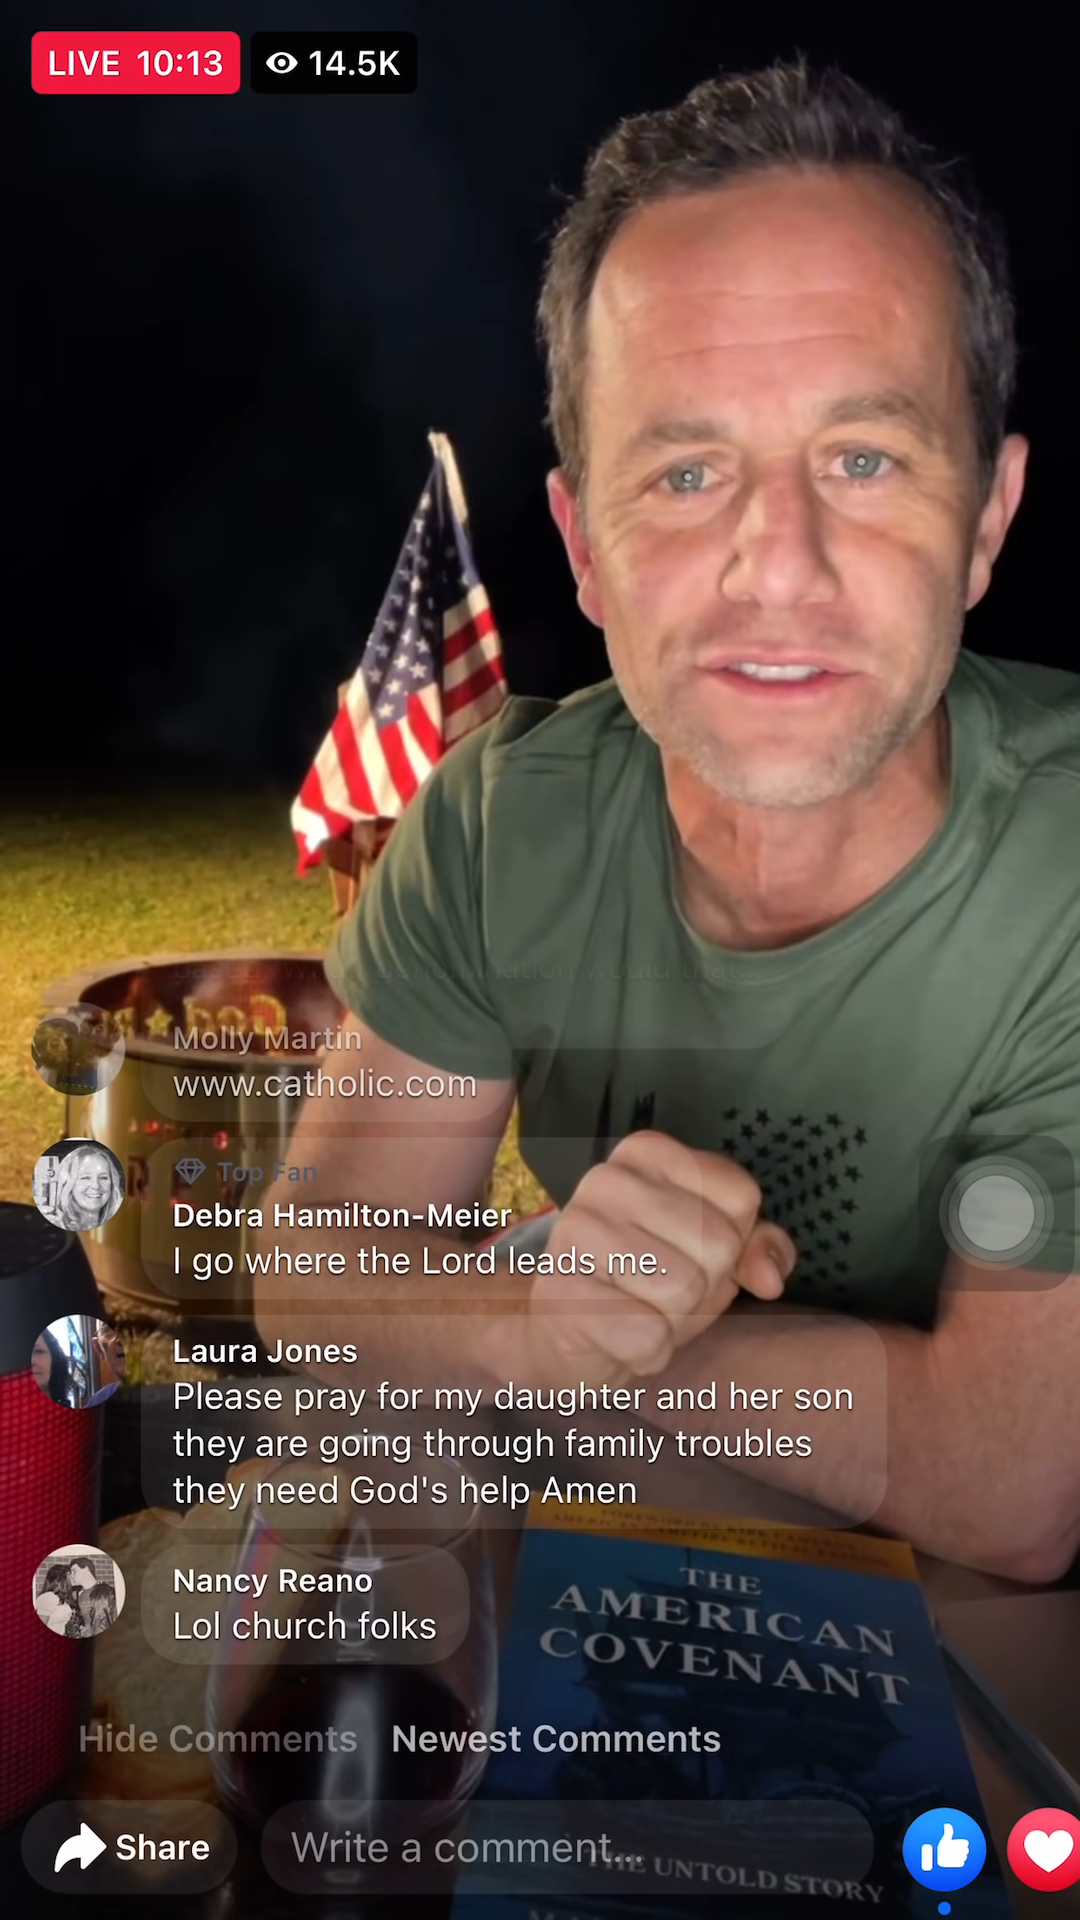 LIVE 10:13
14.5K
Molly Martin
www.catholic.com
Top Fan
Debra Hamilton-Meier
I go where the Lord leads me.
Laura Jones
Please pray for my daughter and her son
they are going through family troubles
they need God's help Amen
Nancy Reano
Lol church folks
THE
AMERICAN
COVENANT
Hide Comments
Newest Comments
Share
Write a comment...
THE UNTOLD STORY